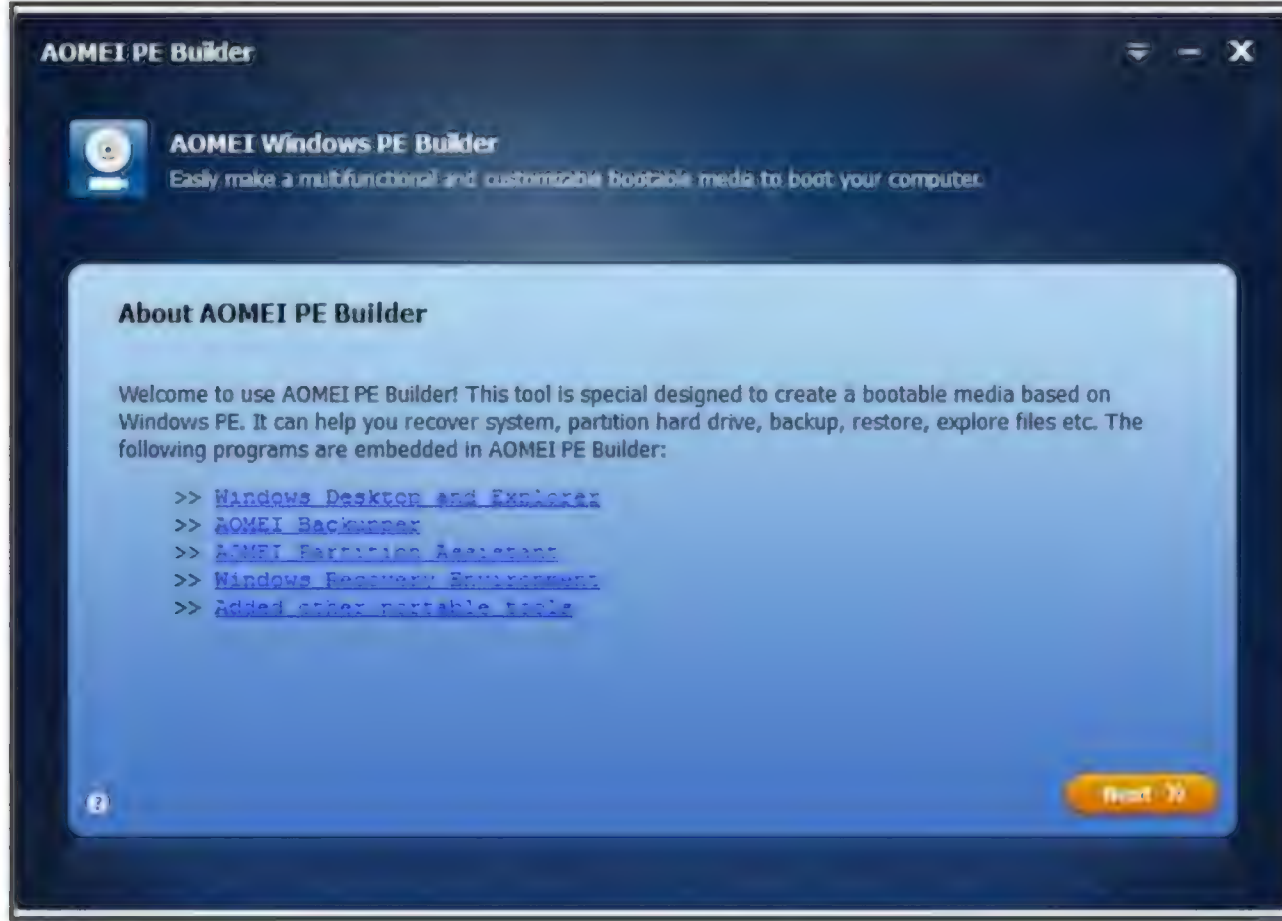 AOMEI PE Builder
AOMEI Windows PE Builder
Easily make a multifunctional and customizable bootable media to boot your computer.
About AOMEI PE Builder
Welcome to use AOMEI PE Builder! This tool is special designed to create a bootable media based on
Windows PE. It can help you recover system, partition hard drive, backup, restore, explore files etc. The
following programs are embedded in AOMEI PE Builder:
>> Windows Desktop and Explorer
>> AOMEI Backupper
>> AOMEI Partition Assistant
>> Windows Recovery Environment
>> Added other portable tools
?
Next >>